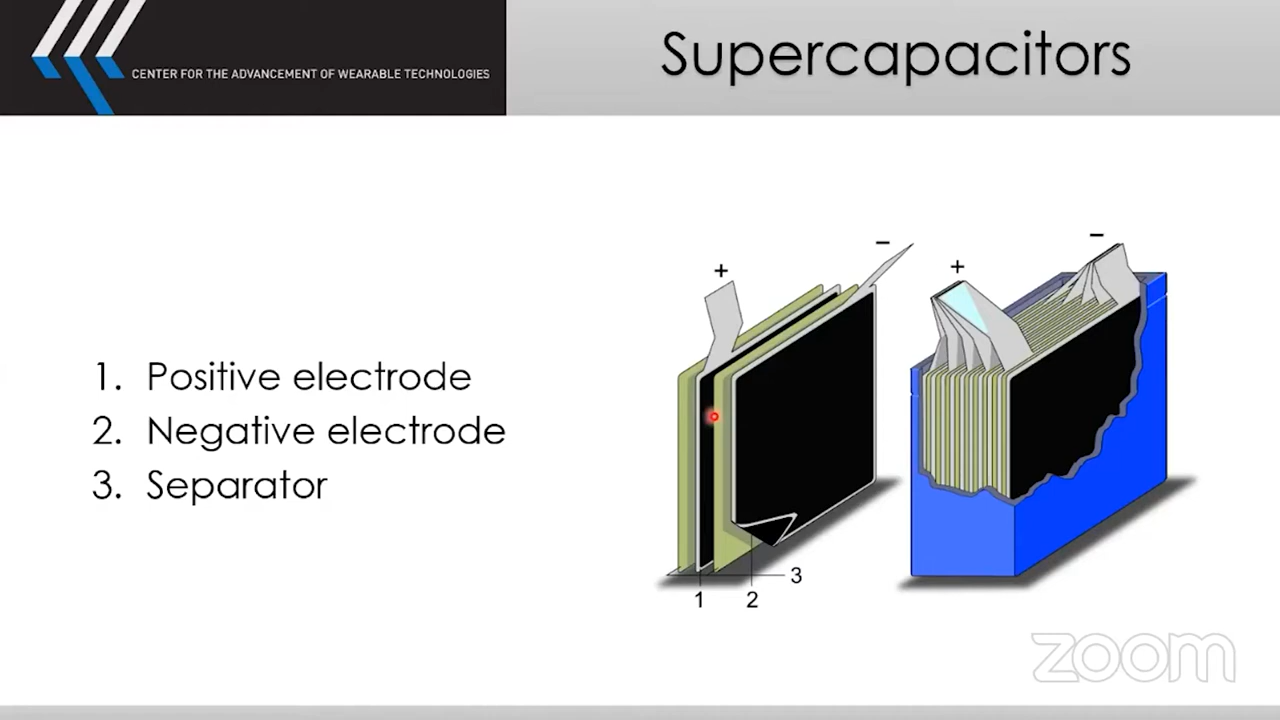 CENTER FOR THE ADVANCEMENT OF WEARABLE TECHNOLOGIES
Supercapacitors
1. Positive electrode
2. Negative electrode
3. Separator
+
−
+
−
3
1
2
zoom